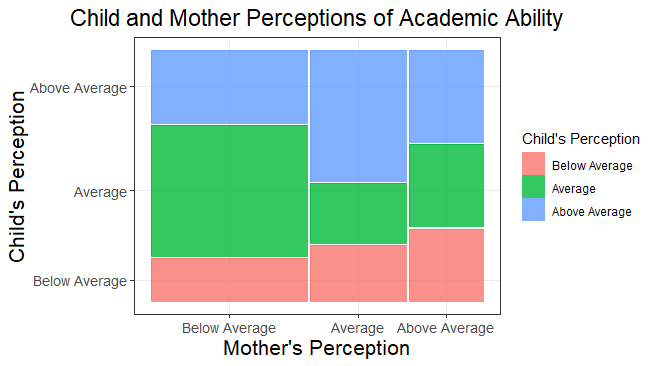 Child and Mother Perceptions of Academic Ability
Child's Perception
Above Average
Average
Below Average
Below Average
Average
Above Average
Mother's Perception
Child's Perception
Below Average
Average
Above Average